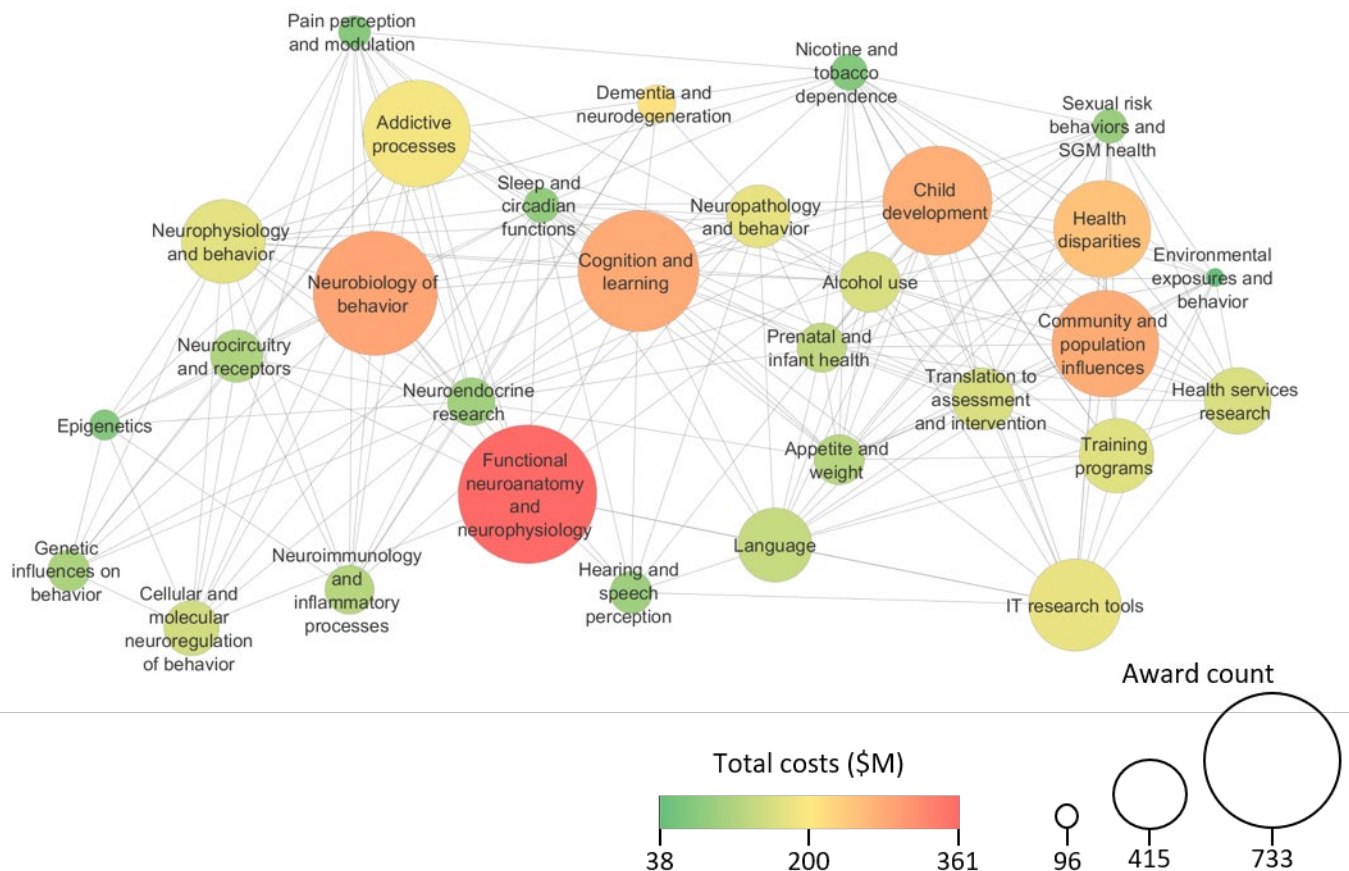 Pain perception
and modulation
Nicotine and
tobacco
dependence
Dementia and
neurodegeneration
Sexual risk
behaviors and
SGM health
Addictive
processes
Sleep and
circadian
functions
Neuropathology
and behavior
Child
development
Health
disparities
Neurophysiology
and behavior
Neurobiology of
behavior
Cognition and
learning
Alcohol use
Environmental
exposures and
behavior
Neurocircuitry
and receptors
Prenatal and
infant health
Community and
population
influences
Neuroendocrine
research
Translation to
assessment
and intervention
Health services
research
Epigenetics
Appetite and
weight
Training
programs
Functional
neuroanatomy
and
neurophysiology
Language
Genetic
influences on
behavior
Cellular and
molecular
neuroregulation
of behavior
Neuroimmunology
and
inflammatory
processes
Hearing and
speech
perception
IT research tools
Award count
Total costs ($M)
38 200 361
96 415 733